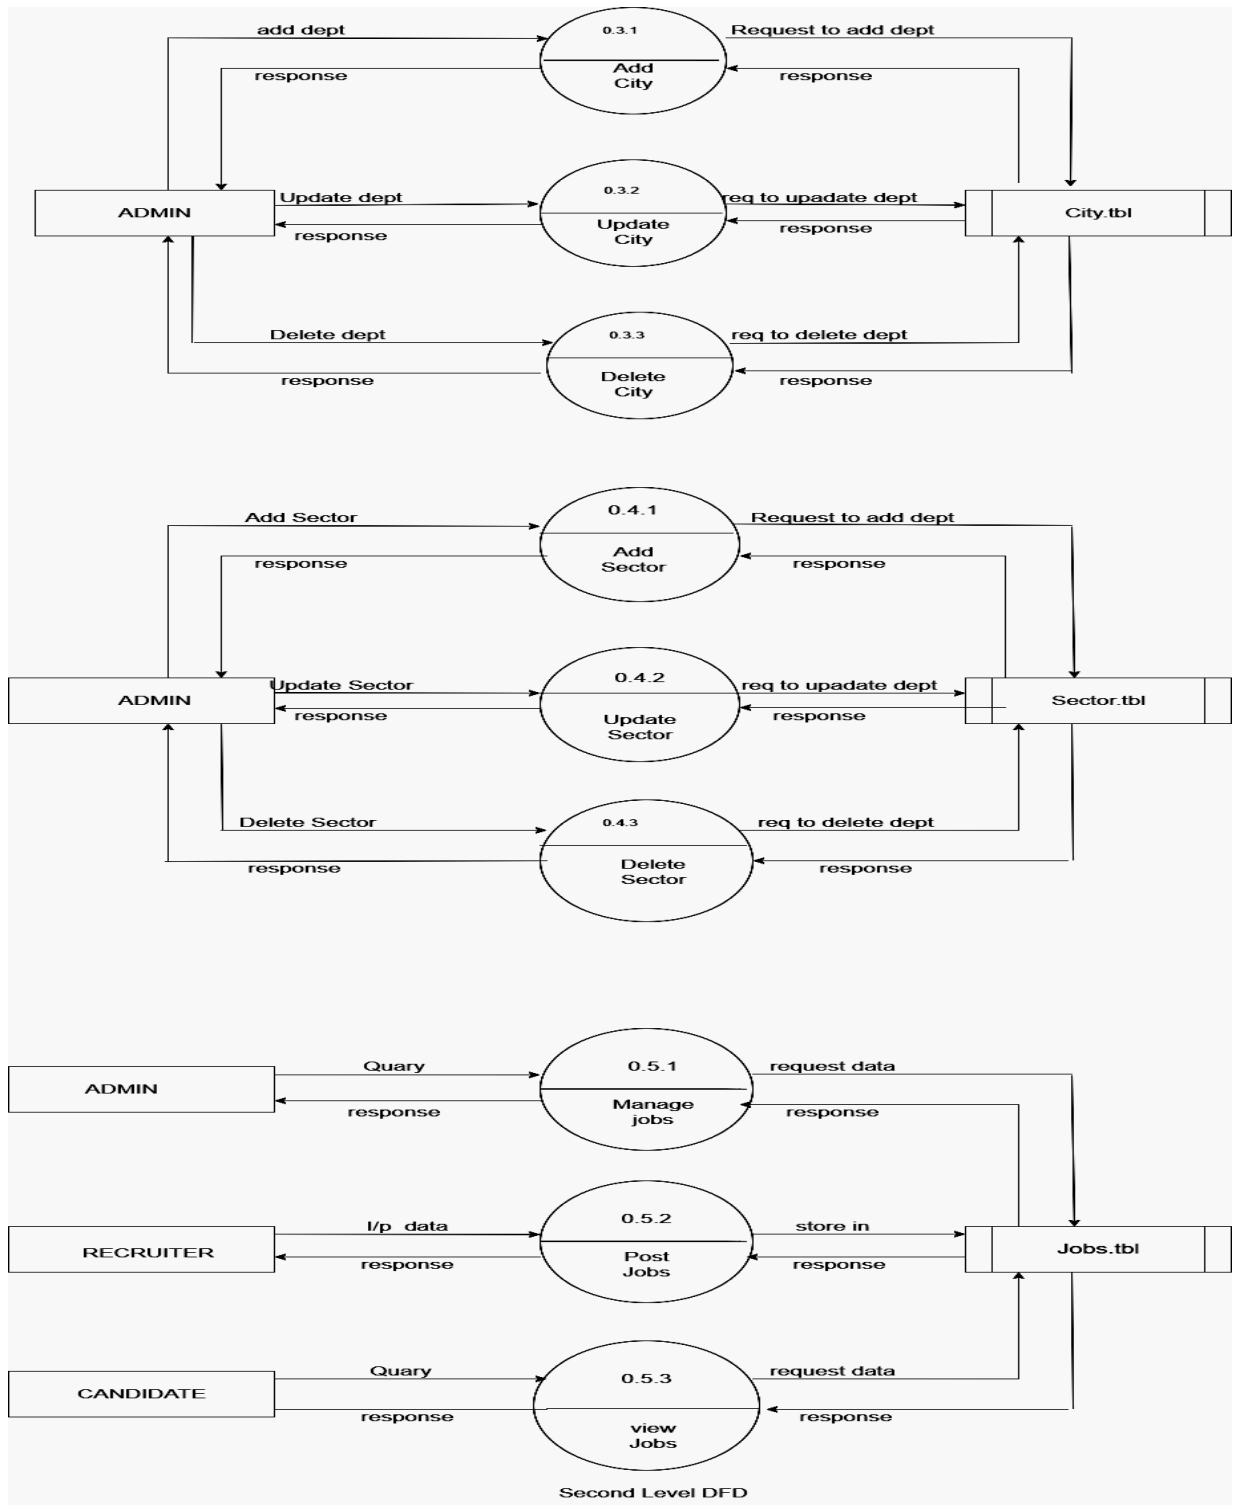 add dept
0.3.1
Request to add dept
response
Add
City
response
ADMIN
Update dept
response
0.3.2
Update
City
req to upadate dept
response
City.tbl
Delete dept
response
0.3.3
Delete
City
req to delete dept
response
Add Sector
response
0.4.1
Add
Sector
Request to add dept
response
ADMIN
Update Sector
response
0.4.2
Update
Sector
req to upadate dept
response
Sector.tbl
Delete Sector
response
0.4.3
Delete
Sector
req to delete dept
response
ADMIN
Quary
response
0.5.1
Manage
jobs
request data
response
RECRUITER
I/p data
response
0.5.2
Post
Jobs
store in
response
Jobs.tbl
CANDIDATE
Quary
response
0.5.3
view
Jobs
request data
response
Second Level DFD